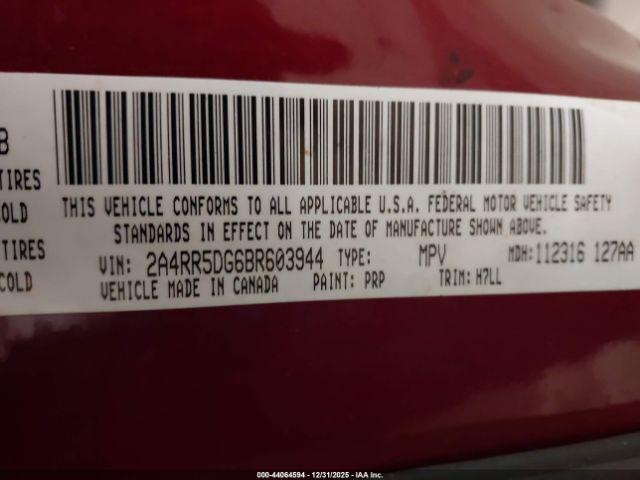 B
TIRES
COLD
TIRES
COLD
THIS VEHICLE CONFORMS TO ALL APPLICABLE U.S.A. FEDERAL MOTOR VEHICLE SAFETY
STANDARDS IN EFFECT ON THE DATE OF MANUFACTURE SHOWN ABOVE.
VIN: 2A4RR5DG6BR603944 TYPE: MPV MDH:112316 127AA
VEHICLE MADE IN CANADA PAINT: PRP TRIM: H7LL
000-44064594 - 12/31/2025 - IAA Inc.